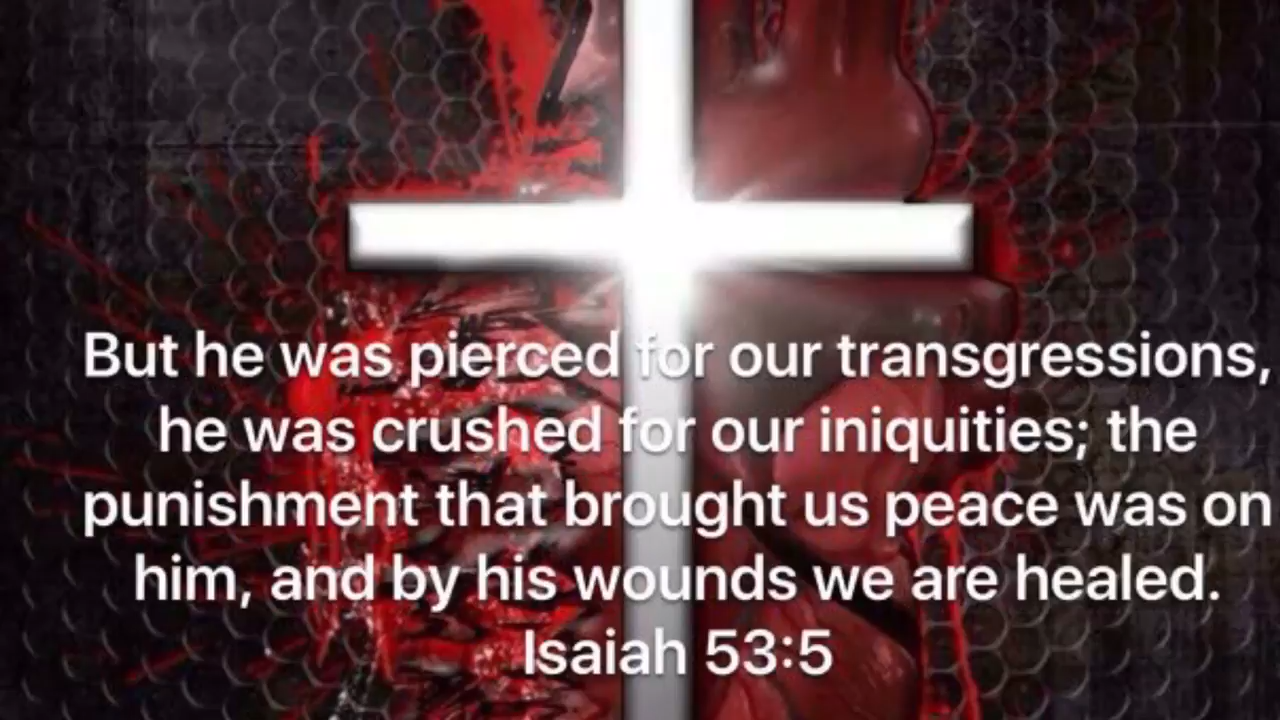 But he was pierced for our transgressions,
he was crushed for our iniquities; the
punishment that brought us peace was on
him, and by his wounds we are healed.
Isaiah 53:5